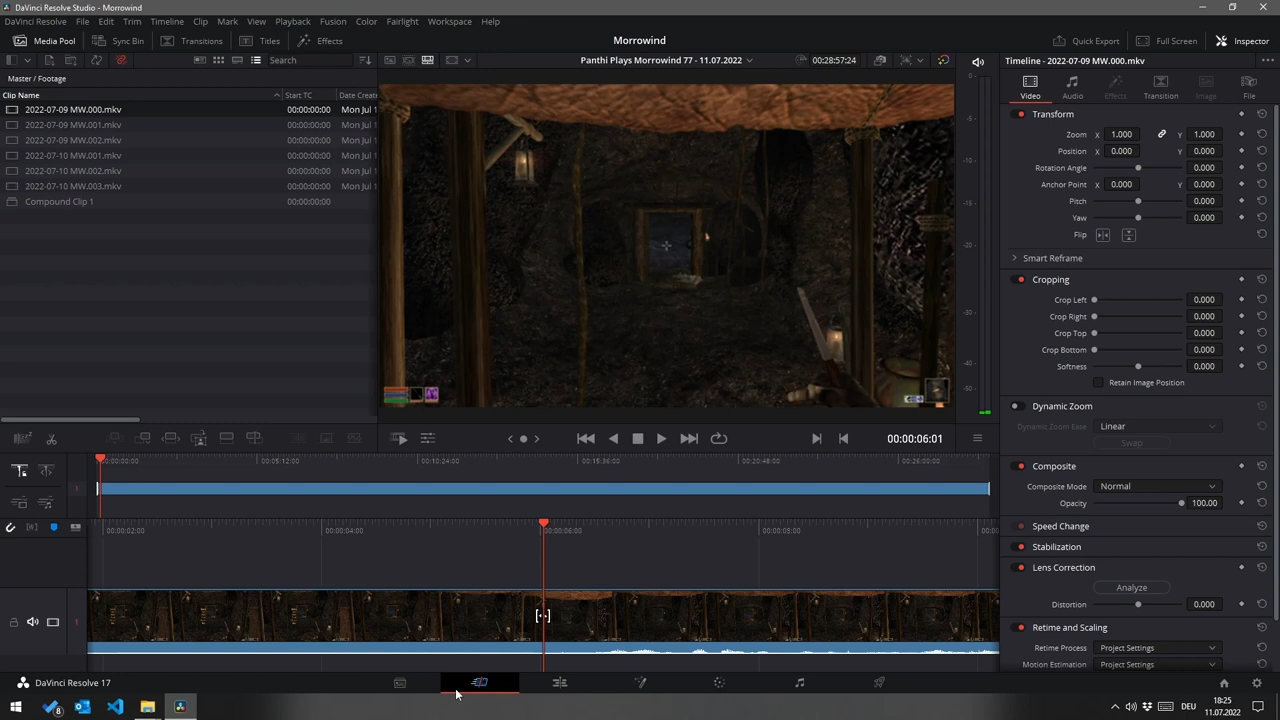 DaVinci Resolve Studio - Morrowind
DaVinci Resolve File Edit Trim Timeline Clip Mark View Playback Fusion Color Fairlight Workspace Help
Media Pool Sync Bin Transitions Titles Effects Morrowind Quick Export Full Screen Inspector
Search Panthi Plays Morrowind 77 - 11.07.2022 00:28:57:24 Timeline - 2022-07-09 MW.000.mkv
Master / Footage
Video Audio Effects Transition Image File
Clip Name Start TC Date Create
2022-07-09 MW.000.mkv 00:00:00:00 Mon Jul 1
2022-07-09 MW.001.mkv 00:00:00:00 Mon Jul 1
2022-07-09 MW.002.mkv 00:00:00:00 Mon Jul 1
2022-07-10 MW.001.mkv 00:00:00:00 Mon Jul 1
2022-07-10 MW.002.mkv 00:00:00:00 Mon Jul 1
2022-07-10 MW.003.mkv 00:00:00:00 Mon Jul 1
Compound Clip 1 00:00:00:00
0
-5
-10
-15
-20
-30
-40
-50
Transform
Zoom X 1.000 Y 1.000
Position X 0.000 Y 0.000
Rotation Angle 0.000
Anchor Point X 0.000 Y 0.000
Pitch 0.000
Yaw 0.000
Flip
Smart Reframe
Cropping
Crop Left 0.000
Crop Right 0.000
Crop Top 0.000
Crop Bottom 0.000
Softness 0.000
Retain Image Position
Dynamic Zoom
Dynamic Zoom Ease Linear
Swap
Composite
Composite Mode Normal
Opacity 100.00
Speed Change
Stabilization
Lens Correction
Analyze
Distortion 0.000
Retime and Scaling
Retime Process Project Settings
Motion Estimation Project Settings
00:00:06:01
00:00:00:00 00:05:12:00 00:10:24:00 00:15:36:00 00:20:48:00 00:26:00:00
1
00:00:02:00 00:00:04:00 00:00:06:00 00:00:08:00 00:00
1
DaVinci Resolve 17
8
DEU 18:25
11.07.2022